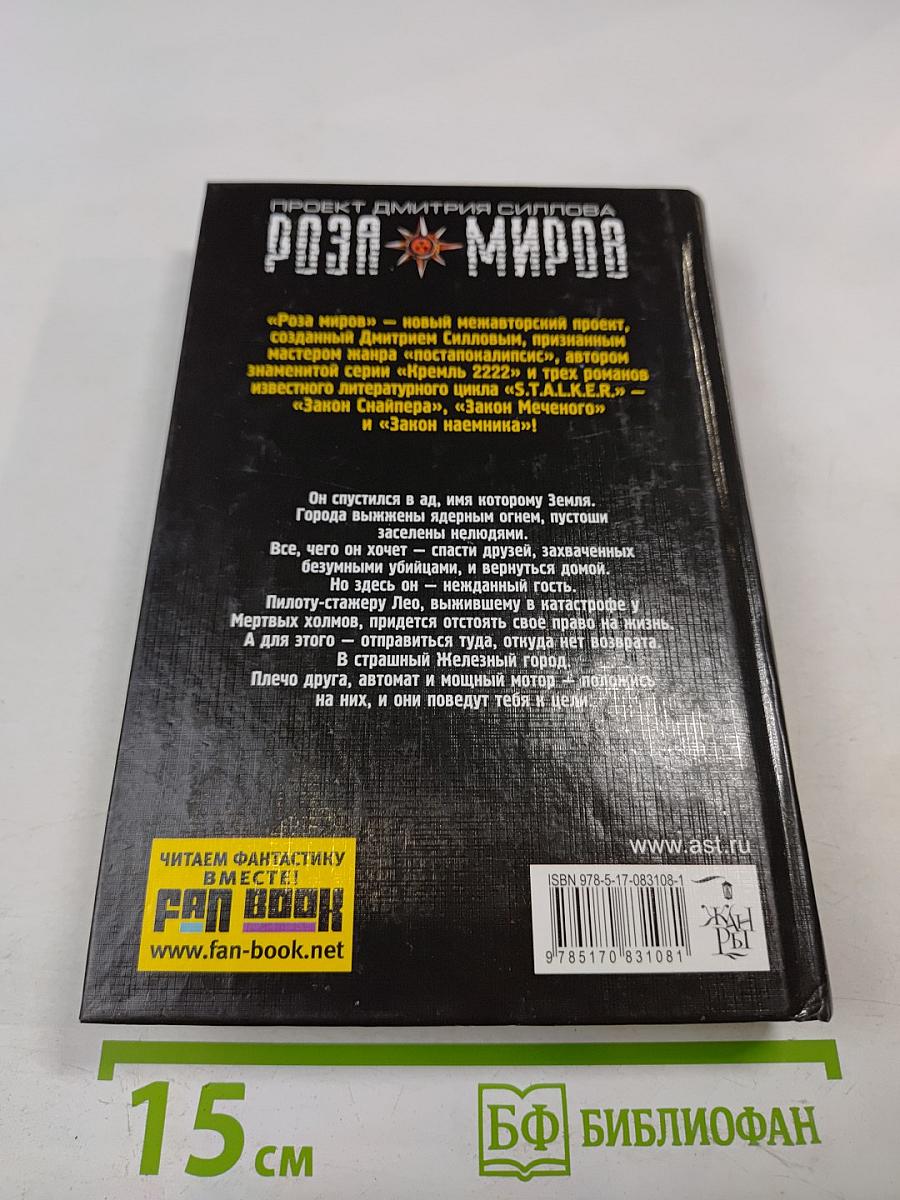 ПРОЕКТ ДМИТРИЯ СИЛЛОВА
РОЗА МИРОВ
«Роза миров» — новый межавторский проект,
созданный Дмитрием Силловым, признанным
мастером жанра «постапокалипсис», автором
знаменитой серии «Кремль 2222» и трех романов
известного литературного цикла «S.T.A.L.K.E.R.» —
«Закон Снайпера», «Закон Меченого»
и «Закон наемника»!
Он спустился в ад, имя которому Земля.
Города выжжены ядерным огнем, пустоши
заселены нелюдями.
Все, чего он хочет — спасти друзей, захваченных
безумными убийцами, и вернуться домой.
Но здесь он — нежданный гость.
Пилоту-стажеру Лео, выжившему в катастрофе у
Мертвых холмов, придется отстоять свое право на жизнь.
А для этого — отправиться туда, откуда нет возврата.
В страшный Железный город.
Плечо друга, автомат и мощный мотор — положись
на них, и они поведут тебя к цели.
www.ast.ru
ЧИТАЕМ ФАНТАСТИКУ
ВМЕСТЕ!
FAN BOOK
www.fan-book.net
ISBN 978-5-17-083108-1
9 785170 831081
ЖАНРЫ
15 см
БФ БИБЛИОФАН